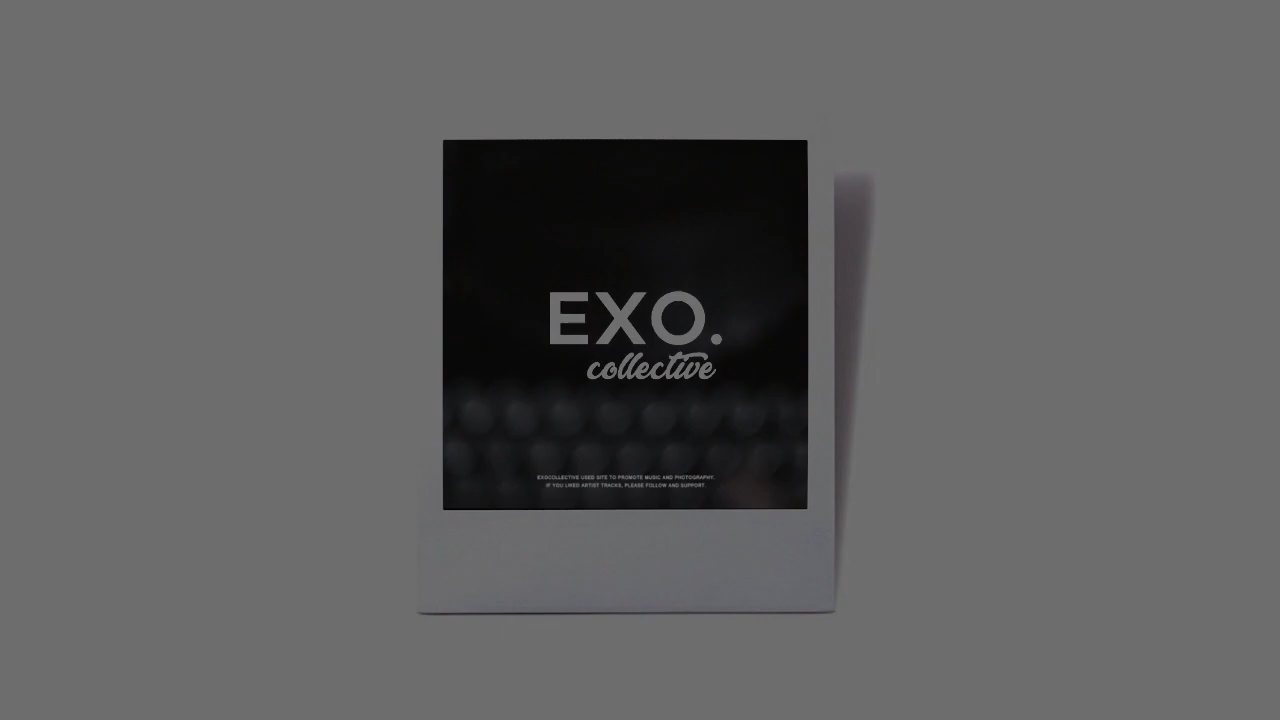 EXO.
collective
EXOCOLLECTIVE USED SITE TO PROMOTE MUSIC AND PHOTOGRAPHY.
IF YOU LIKED ARTIST TRACKS, PLEASE FOLLOW AND SUPPORT.